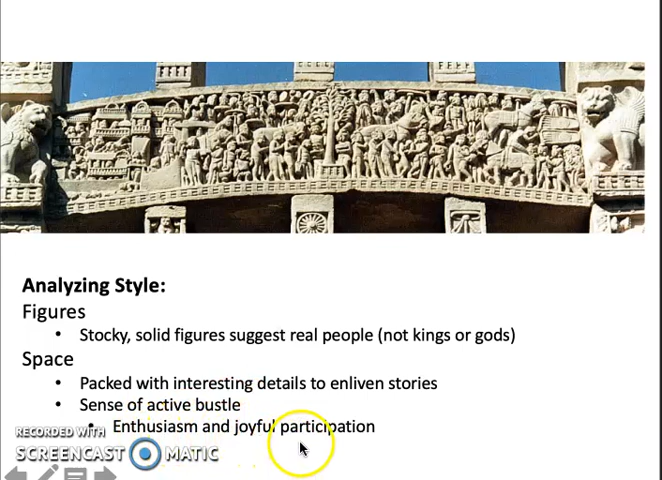 Analyzing Style:
Figures
• Stocky, solid figures suggest real people (not kings or gods)
Space
• Packed with interesting details to enliven stories
• Sense of active bustle
• Enthusiasm and joyful participation
RECORDED WITH
SCREENCAST MATIC